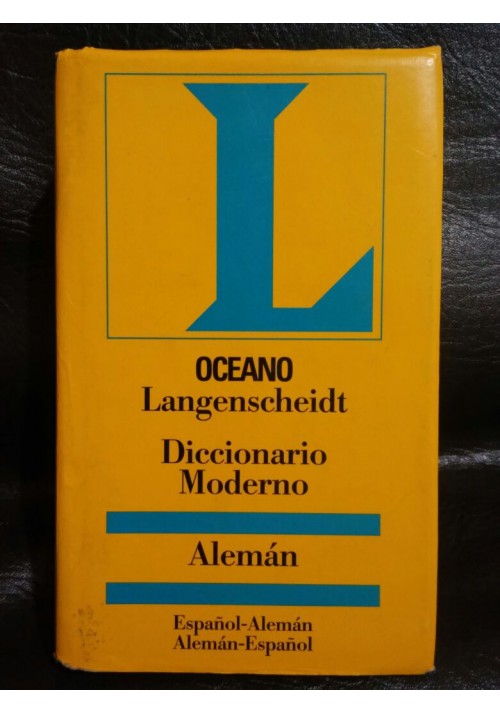 L
OCEANO
Langenscheidt
Diccionario
Moderno
Alemán
Español-Alemán
Alemán-Español